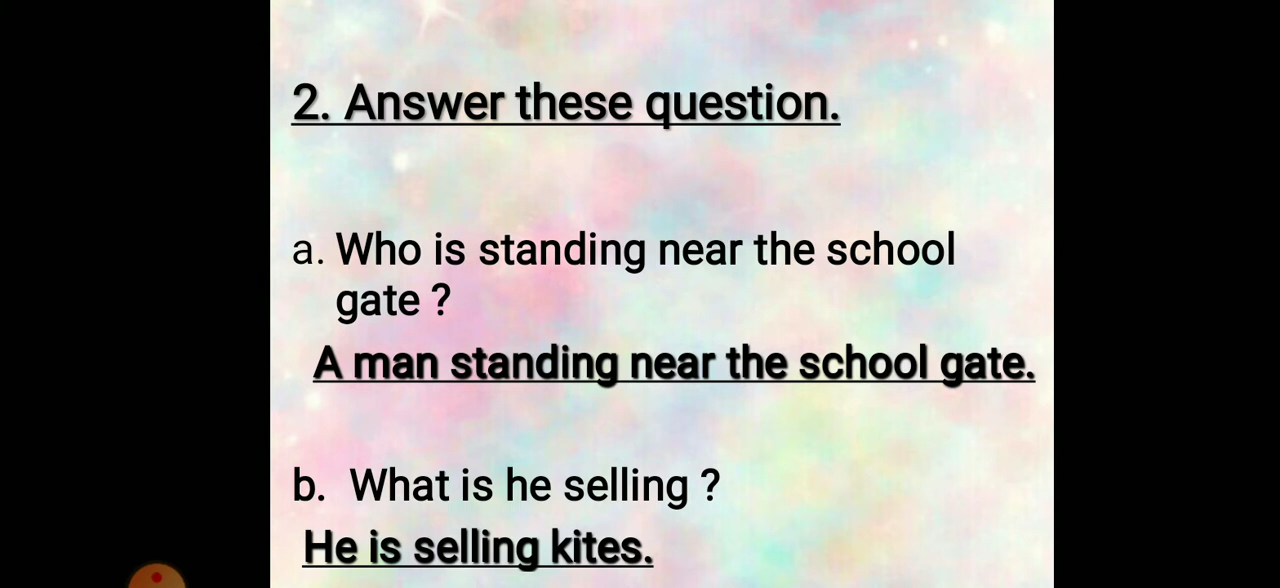 2. Answer these question.
a. Who is standing near the school
gate ?
A man standing near the school gate.
b. What is he selling ?
He is selling kites.